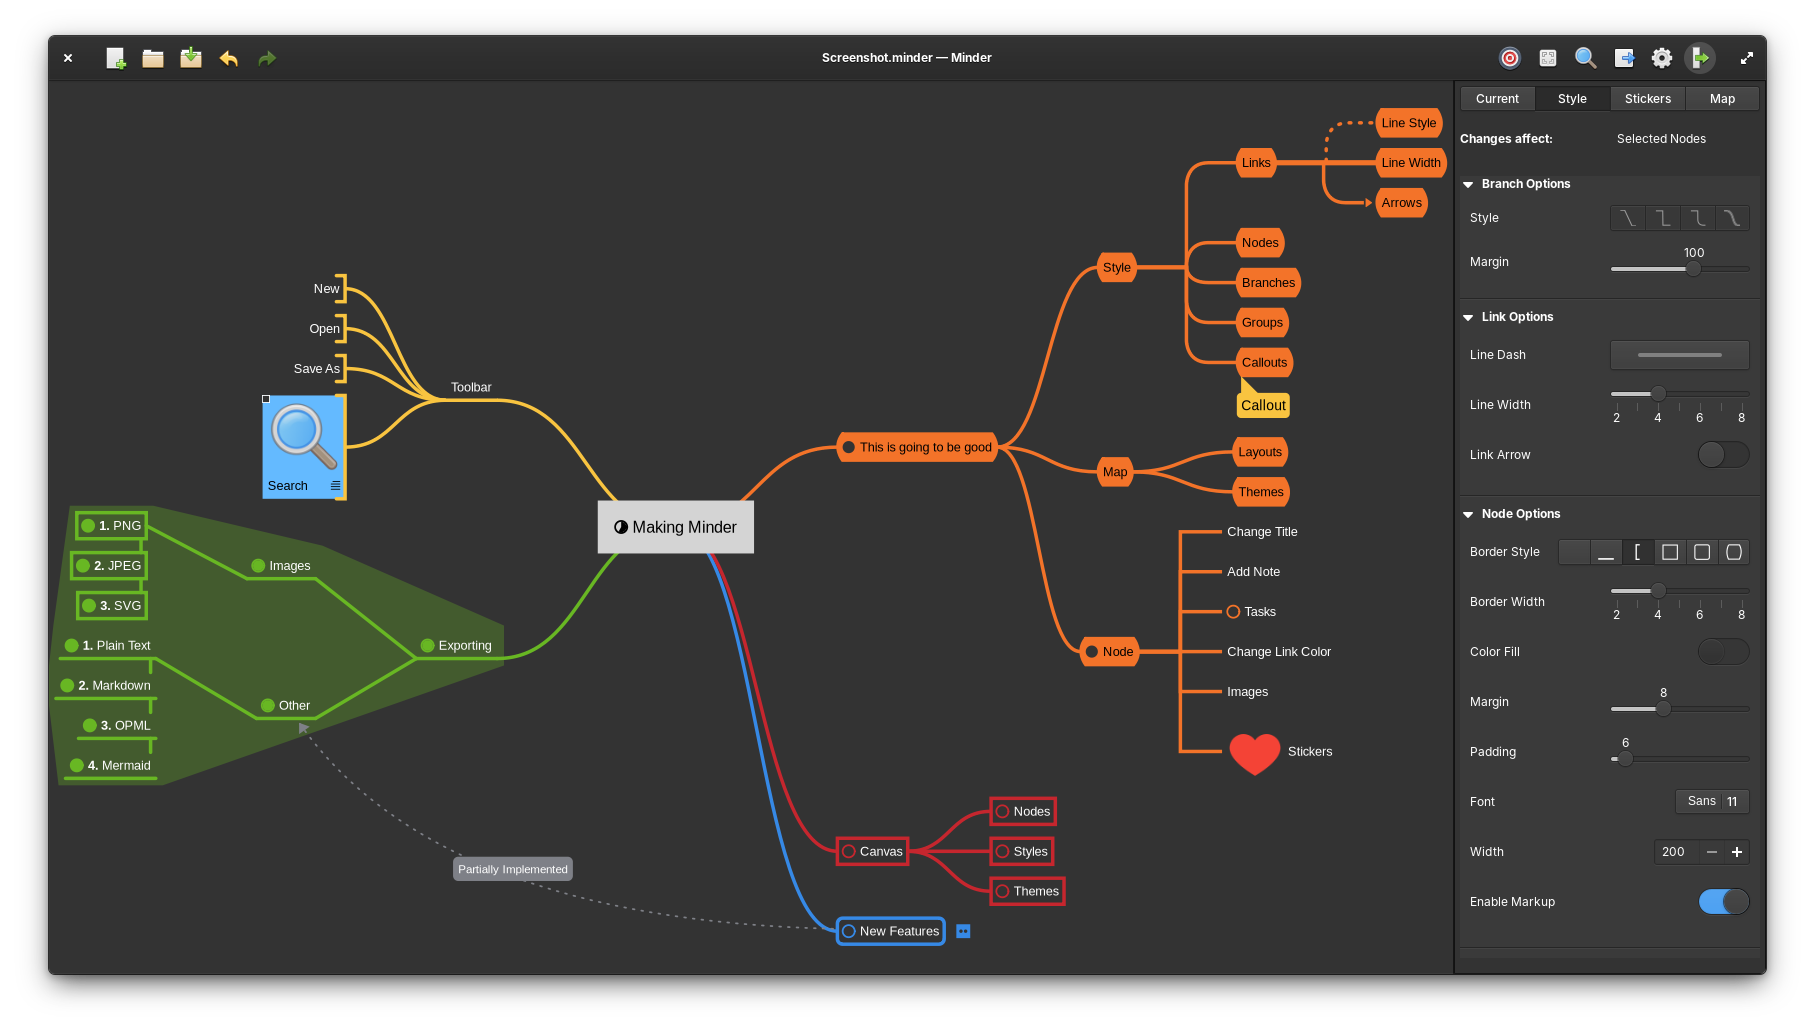 Screenshot.minder — Minder
Current
Style
Stickers
Map
Changes affect:
Selected Nodes
Branch Options
Style
Margin
100
Link Options
Line Dash
Line Width
2 4 6 8
Link Arrow
Node Options
Border Style
Border Width
2 4 6 8
Color Fill
Margin
8
Padding
6
Font
Sans 11
Width
200
Enable Markup
Making Minder
Toolbar
New
Open
Save As
Search
Exporting
Images
1. PNG
2. JPEG
3. SVG
Other
1. Plain Text
2. Markdown
3. OPML
4. Mermaid
Partially Implemented
This is going to be good
Style
Links
Line Style
Line Width
Arrows
Nodes
Branches
Groups
Callouts
Callout
Map
Layouts
Themes
Node
Change Title
Add Note
Tasks
Change Link Color
Images
Stickers
Canvas
Nodes
Styles
Themes
New Features